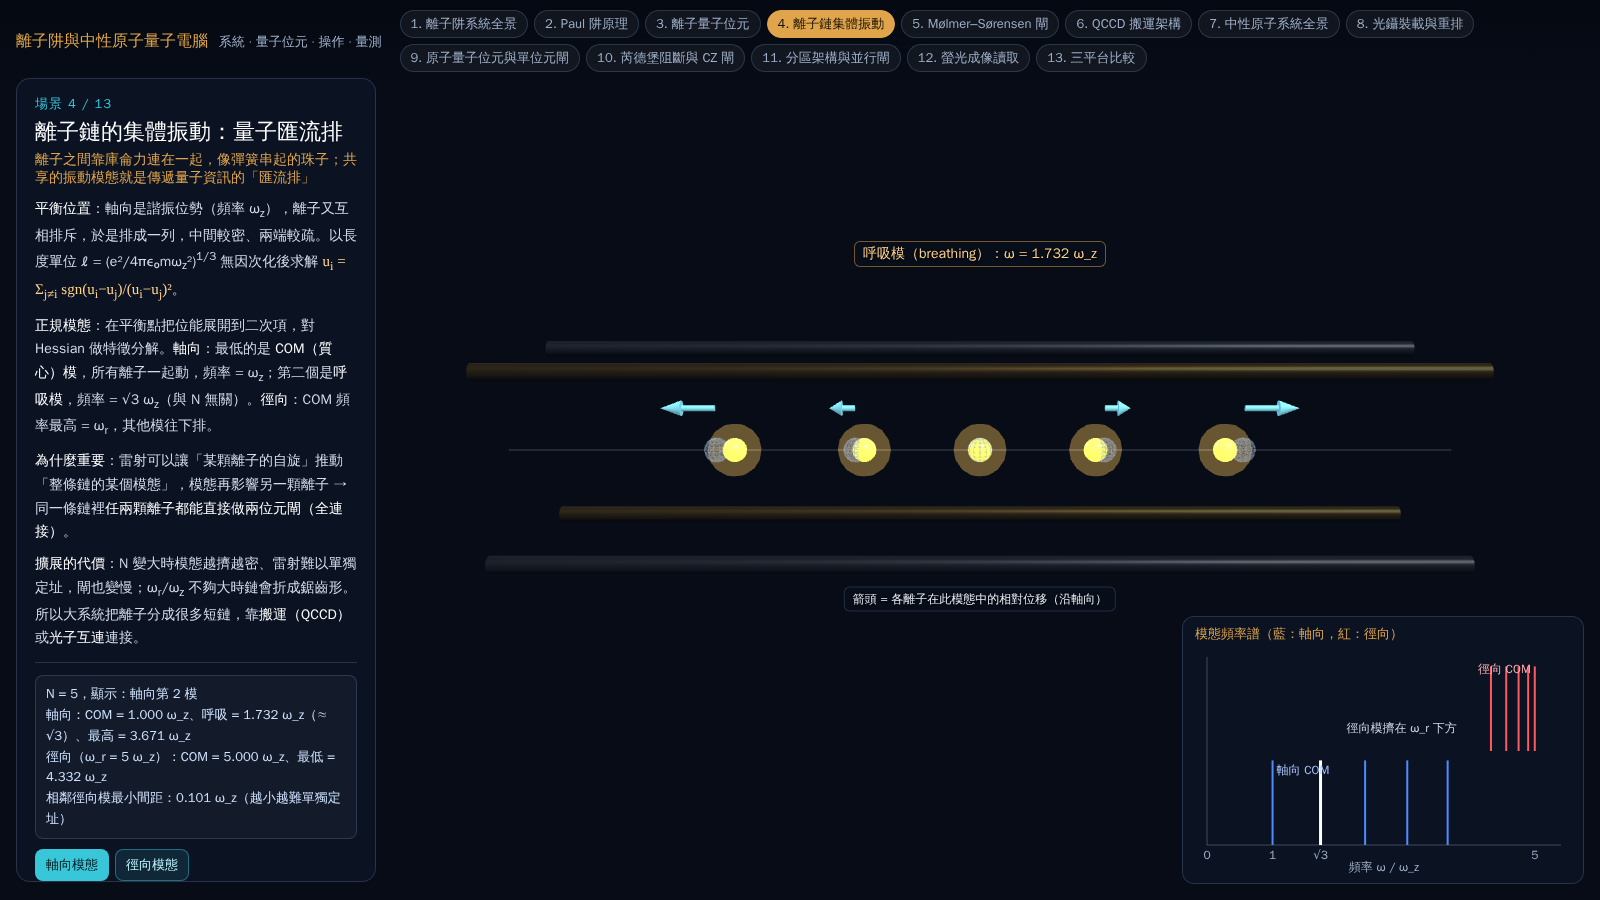 離子阱與中性原子量子電腦 系統 · 量子位元 · 操作 · 量測
1. 離子阱系統全景 2. Paul 阱原理 3. 離子量子位元 4. 離子鏈集體振動 5. Mølmer–Sørensen 閘 6. QCCD 搬運架構 7. 中性原子系統全景 8. 光鑷裝載與重排
9. 原子量子位元與單位元閘 10. 芮德堡阻斷與 CZ 閘 11. 分區架構與並行閘 12. 螢光成像讀取 13. 三平台比較
場景 4 / 13
離子鏈的集體振動：量子匯流排
離子之間靠庫侖力連在一起，像彈簧串起的珠子；共
享的振動模態就是傳遞量子資訊的「匯流排」
平衡位置：軸向是諧振位勢（頻率 ω_z），離子又互
相排斥，於是排成一列，中間較密、兩端較疏。以長
度單位 ℓ = (e²/4πϵ₀mω_z²)^1/3 無因次化後求解 u_i =
Σ_j≠i sgn(u_i−u_j)/(u_i−u_j)²。
正規模態：在平衡點把位能展開到二次項，對
Hessian 做特徵分解。軸向：最低的是 COM（質
心）模，所有離子一起動，頻率 = ω_z；第二個是呼
吸模，頻率 = √3 ω_z（與 N 無關）。徑向：COM 頻
率最高 = ω_r，其他模往下排。
為什麼重要：雷射可以讓「某顆離子的自旋」推動
「整條鏈的某個模態」，模態再影響另一顆離子 →
同一條鏈裡任兩顆離子都能直接做兩位元閘（全連
接）。
擴展的代價：N 變大時模態越擠越密、雷射難以單獨
定址，閘也變慢；ω_r/ω_z 不夠大時鏈會折成鋸齒形。
所以大系統把離子分成很多短鏈，靠搬運（QCCD）
或光子互連連接。
N = 5，顯示：軸向第 2 模
軸向：COM = 1.000 ω_z、呼吸 = 1.732 ω_z（≈
√3）、最高 = 3.671 ω_z
徑向（ω_r = 5 ω_z）：COM = 5.000 ω_z、最低 =
4.332 ω_z
相鄰徑向模最小間距：0.101 ω_z（越小越難單獨定
址）
軸向模態 徑向模態
呼吸模（breathing）：ω = 1.732 ω_z
箭頭 = 各離子在此模態中的相對位移（沿軸向）
模態頻率譜（藍：軸向，紅：徑向）
徑向 COM
徑向模擠在 ω_r 下方
軸向 COM
0 1 √3 5
頻率 ω / ω_z